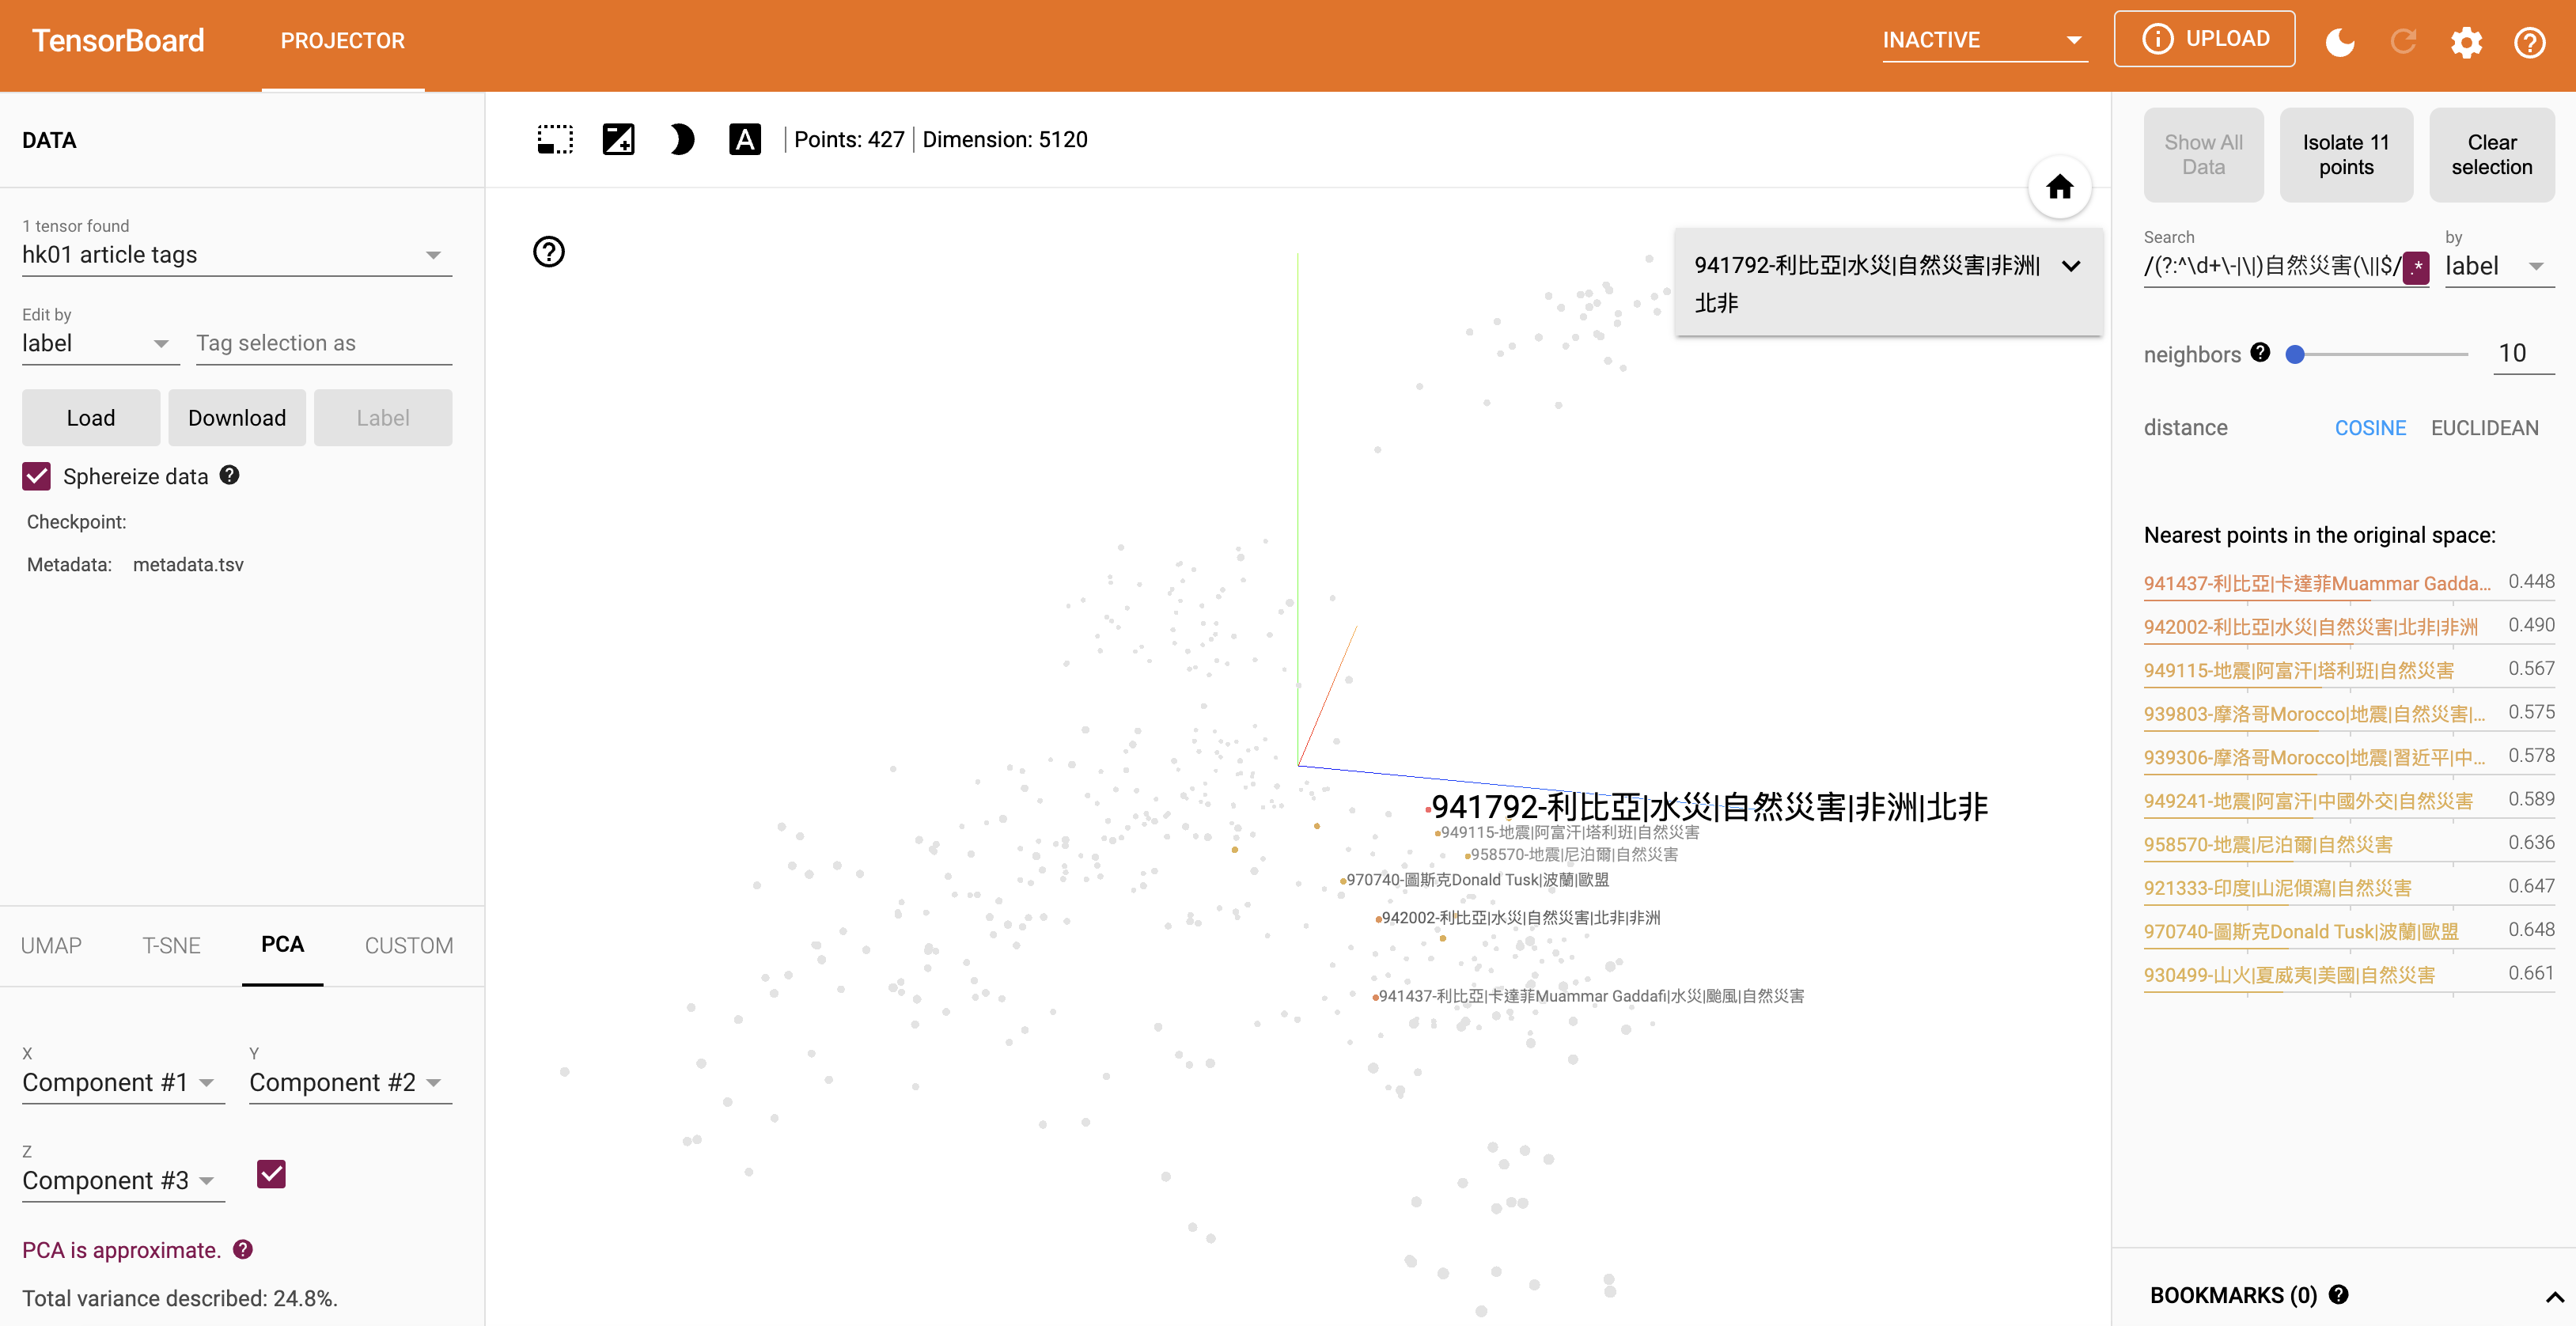 TensorBoard
PROJECTOR
INACTIVE
UPLOAD
DATA
1 tensor found
hk01 article tags
Edit by
label
Tag selection as
Load
Download
Label
Sphereize data
Checkpoint:
Metadata: metadata.tsv
UMAP
T-SNE
PCA
CUSTOM
X
Component #1
Y
Component #2
Z
Component #3
PCA is approximate.
Total variance described: 24.8%.
A
Points: 427
Dimension: 5120
941792-利比亞|水災|自然災害|非洲|
北非
941792-利比亞|水災|自然災害|非洲|北非
949115-地震|阿富汗|塔利班|自然災害
958570-地震|尼泊爾|自然災害
970740-圖斯克Donald Tusk|波蘭|歐盟
942002-利比亞|水災|自然災害|北非|非洲
941437-利比亞|卡達菲Muammar Gaddafi|水災|颱風|自然災害
Show All
Data
Isolate 11
points
Clear
selection
Search
/(?:^\d+\-|\|)自然災害(\||$/
.*
by
label
neighbors
10
distance
COSINE
EUCLIDEAN
Nearest points in the original space:
941437-利比亞|卡達菲Muammar Gadda... 0.448
942002-利比亞|水災|自然災害|北非|非洲 0.490
949115-地震|阿富汗|塔利班|自然災害 0.567
939803-摩洛哥Morocco|地震|自然災害|... 0.575
939306-摩洛哥Morocco|地震|習近平|中... 0.578
949241-地震|阿富汗|中國外交|自然災害 0.589
958570-地震|尼泊爾|自然災害 0.636
921333-印度|山泥傾瀉|自然災害 0.647
970740-圖斯克Donald Tusk|波蘭|歐盟 0.648
930499-山火|夏威夷|美國|自然災害 0.661
BOOKMARKS (0)